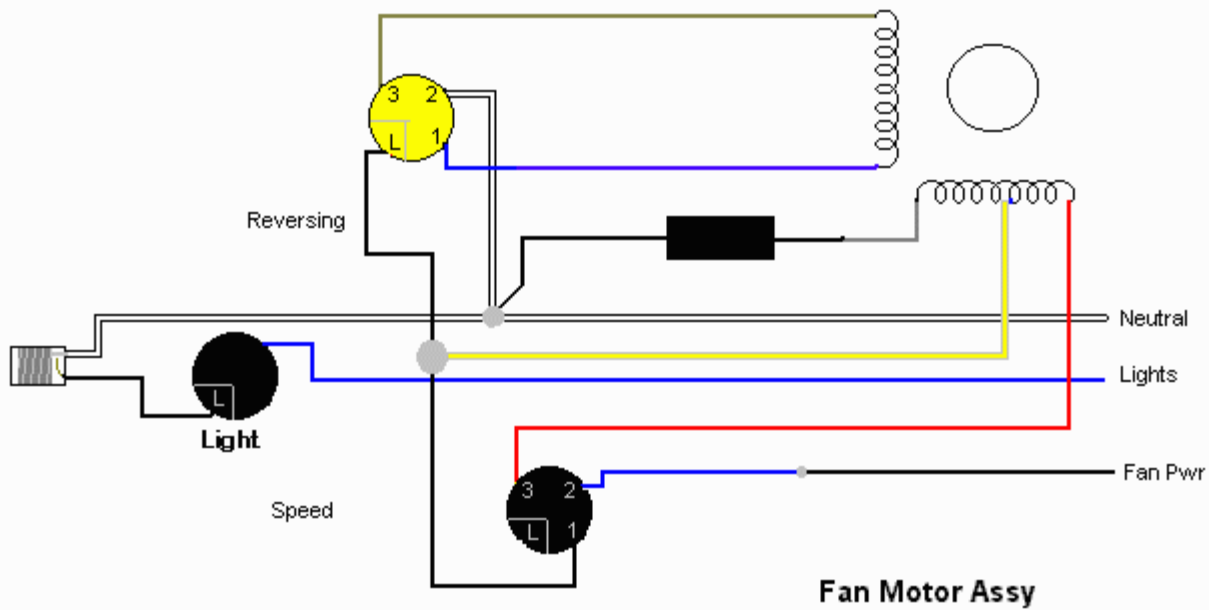 3 2
L 1
Reversing
Neutral
Lights
L
Light
Fan Pwr
3 2
L 1
Speed
Fan Motor Assy